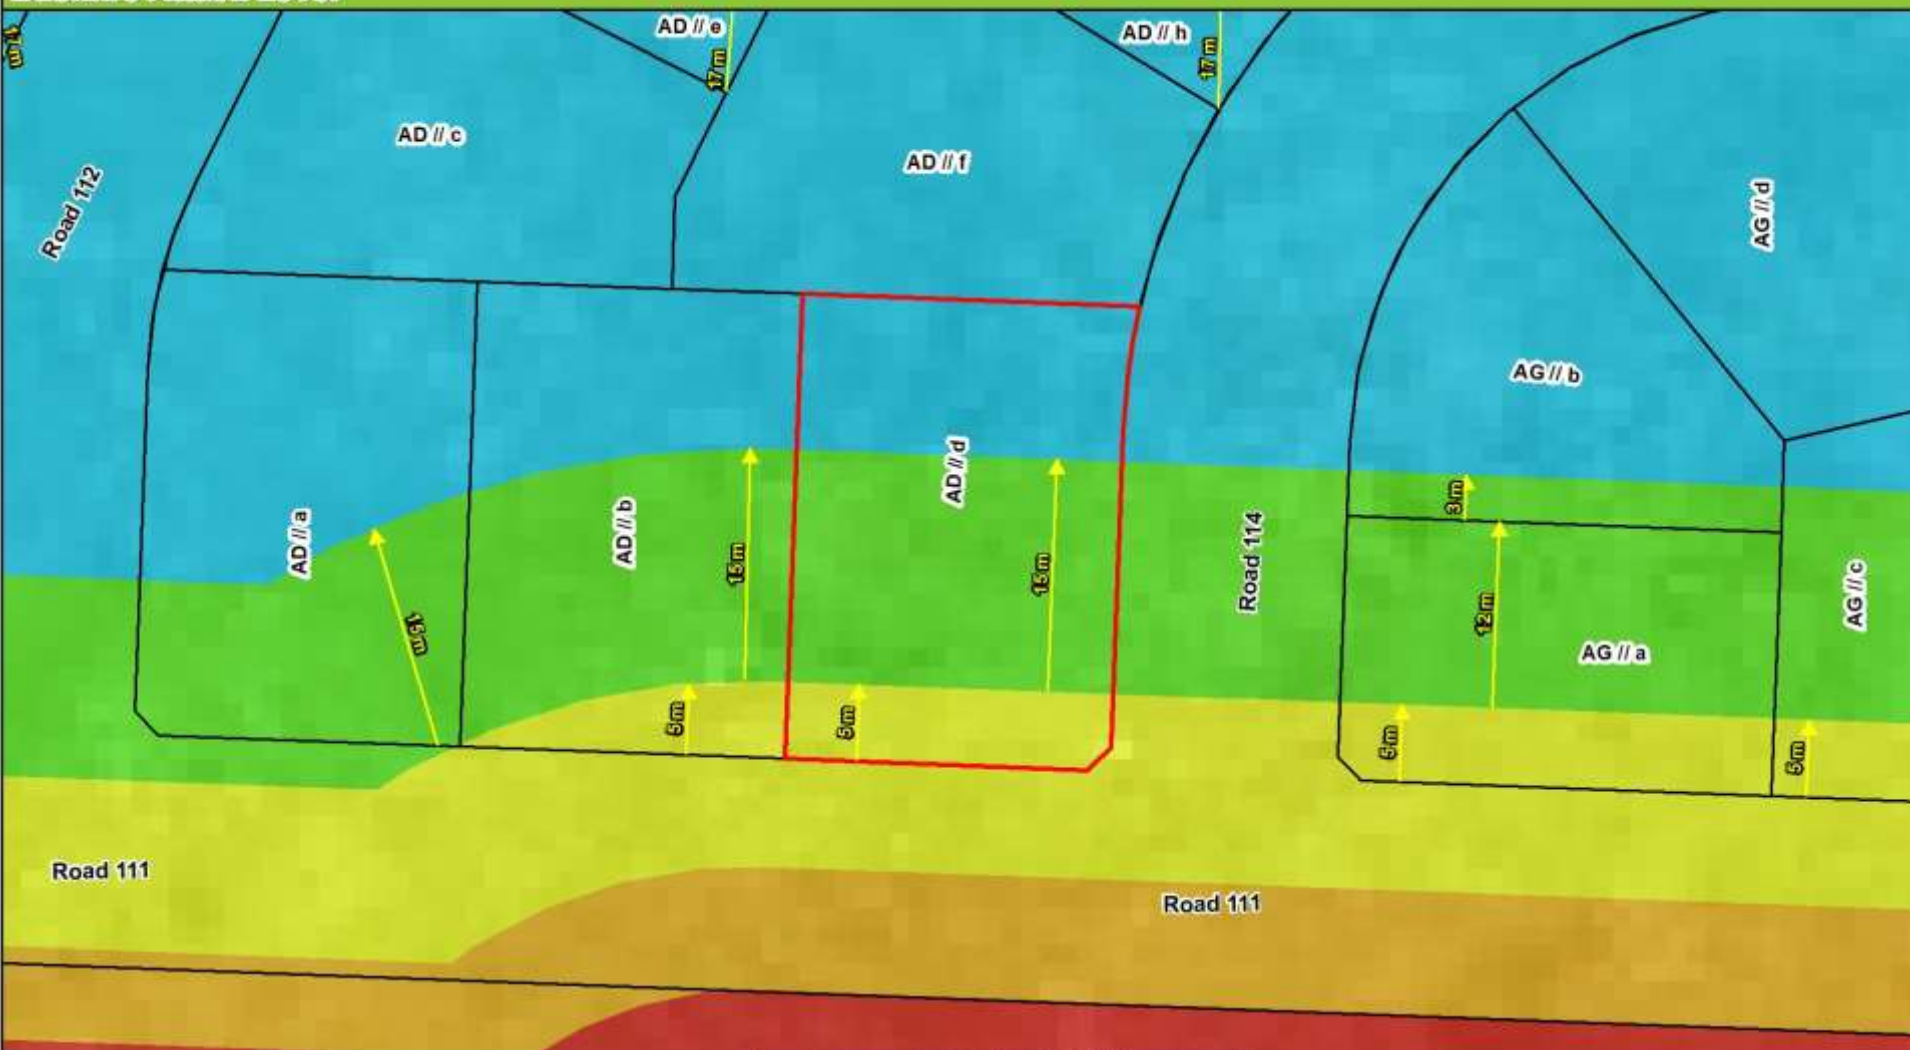 AD // e
AD // h
17 m
17 m
AD // c
AD // f
Road 112
AG // d
AG // b
AD // d
AD // a
AD // b
3 m
Road 114
15 m
15 m
15 m
12 m
AG // a
AG // c
5 m
5 m
5 m
5 m
Road 111
Road 111